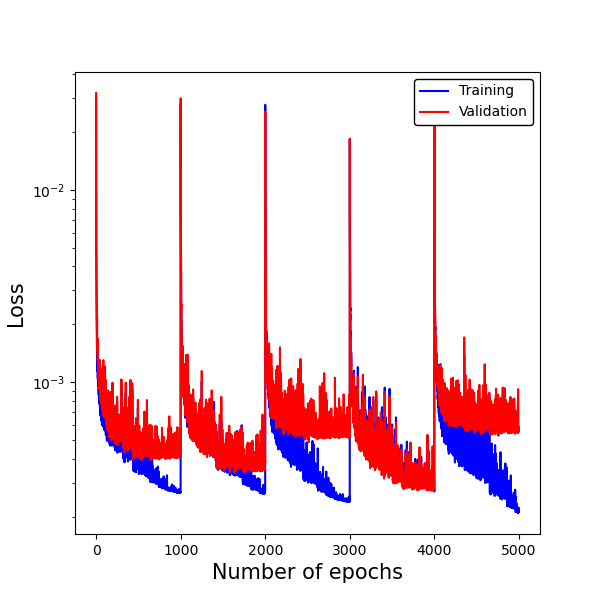 Training
Validation
Loss
10⁻²
10⁻³
0 1000 2000 3000 4000 5000
Number of epochs